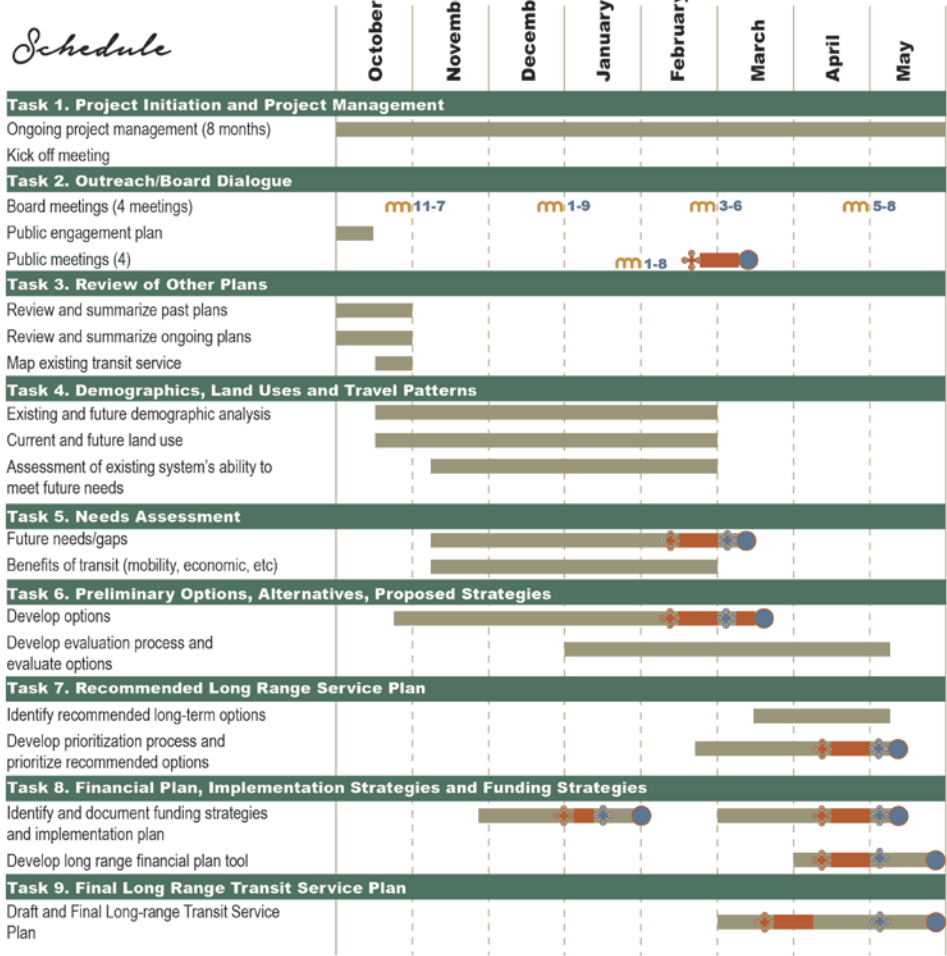 Schedule
October
Novemb
Decemb
January
February
March
April
May
Task 1. Project Initiation and Project Management
Ongoing project management (8 months)
Kick off meeting
Task 2. Outreach/Board Dialogue
Board meetings (4 meetings)
11-7
1-9
3-6
5-8
Public engagement plan
Public meetings (4)
1-8
Task 3. Review of Other Plans
Review and summarize past plans
Review and summarize ongoing plans
Map existing transit service
Task 4. Demographics, Land Uses and Travel Patterns
Existing and future demographic analysis
Current and future land use
Assessment of existing system's ability to
meet future needs
Task 5. Needs Assessment
Future needs/gaps
Benefits of transit (mobility, economic, etc)
Task 6. Preliminary Options, Alternatives, Proposed Strategies
Develop options
Develop evaluation process and
evaluate options
Task 7. Recommended Long Range Service Plan
Identify recommended long-term options
Develop prioritization process and
prioritize recommended options
Task 8. Financial Plan, Implementation Strategies and Funding Strategies
Identify and document funding strategies
and implementation plan
Develop long range financial plan tool
Task 9. Final Long Range Transit Service Plan
Draft and Final Long-range Transit Service
Plan